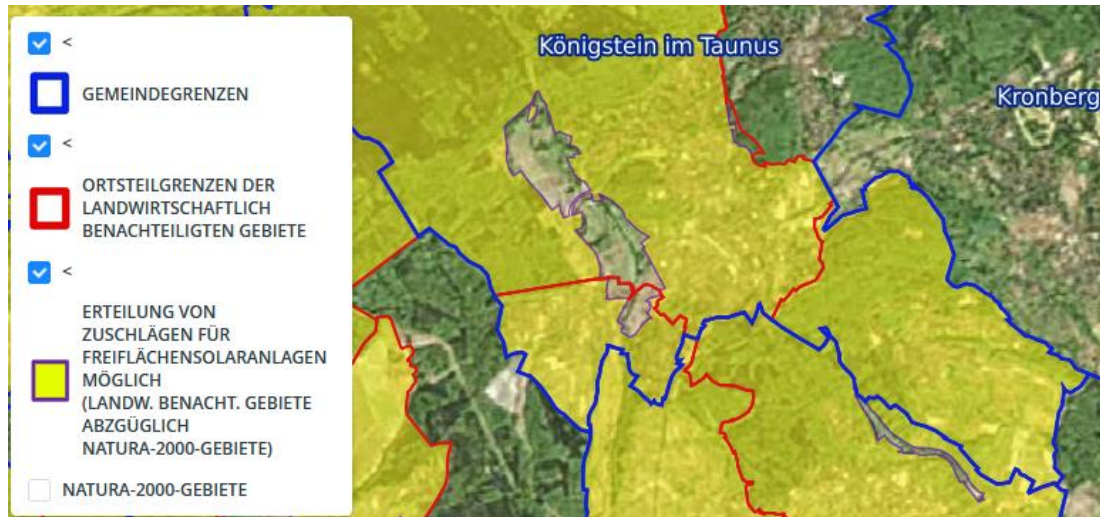 <
GEMEINDEGRENZEN
<
ORTSTEILGRENZEN DER
LANDWIRTSCHAFTLICH
BENACHTEILIGTEN GEBIETE
<
ERTEILUNG VON
ZUSCHLÄGEN FÜR
FREIFLÄCHENSOLARANLAGEN
MÖGLICH
(LANDW. BENACHT. GEBIETE
ABZGÜGLICH
NATURA-2000-GEBIETE)
NATURA-2000-GEBIETE
Königstein im Taunus
Kronberg